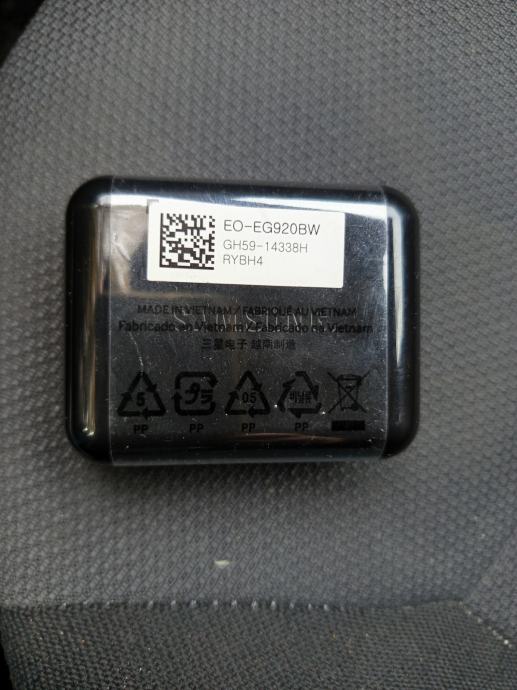 EO-EG920BW
GH59-14338H
RYBH4
MADE IN VIETNAM / FABRIQUÉ AU VIETNAM
SAMSUNG
Fabricado en Vietnam / Fabricado no Vietnam
三星电子 越南制造
5 05
PP PP PP PP